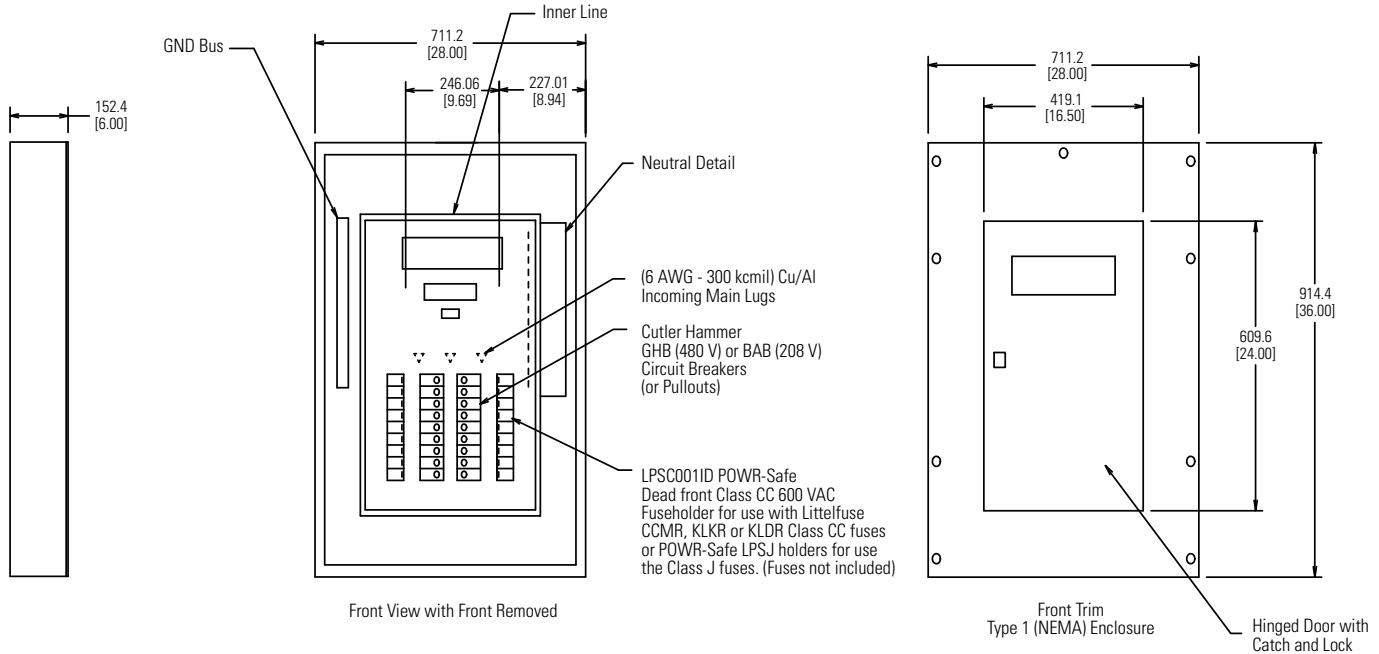 152.4
[6.00]
GND Bus
Inner Line
711.2
[28.00]
246.06
[9.69]
227.01
[8.94]
Neutral Detail
(6 AWG - 300 kcmil) Cu/Al
Incoming Main Lugs
Cutler Hammer
GHB (480 V) or BAB (208 V)
Circuit Breakers
(or Pullouts)
LPSC001ID POWR-Safe
Dead front Class CC 600 VAC
Fuseholder for use with Littelfuse
CCMR, KLKR or KLDR Class CC fuses
or POWR-Safe LPSJ holders for use
the Class J fuses. (Fuses not included)
Front View with Front Removed
711.2
[28.00]
419.1
[16.50]
609.6
[24.00]
914.4
[36.00]
Front Trim
Type 1 (NEMA) Enclosure
Hinged Door with
Catch and Lock